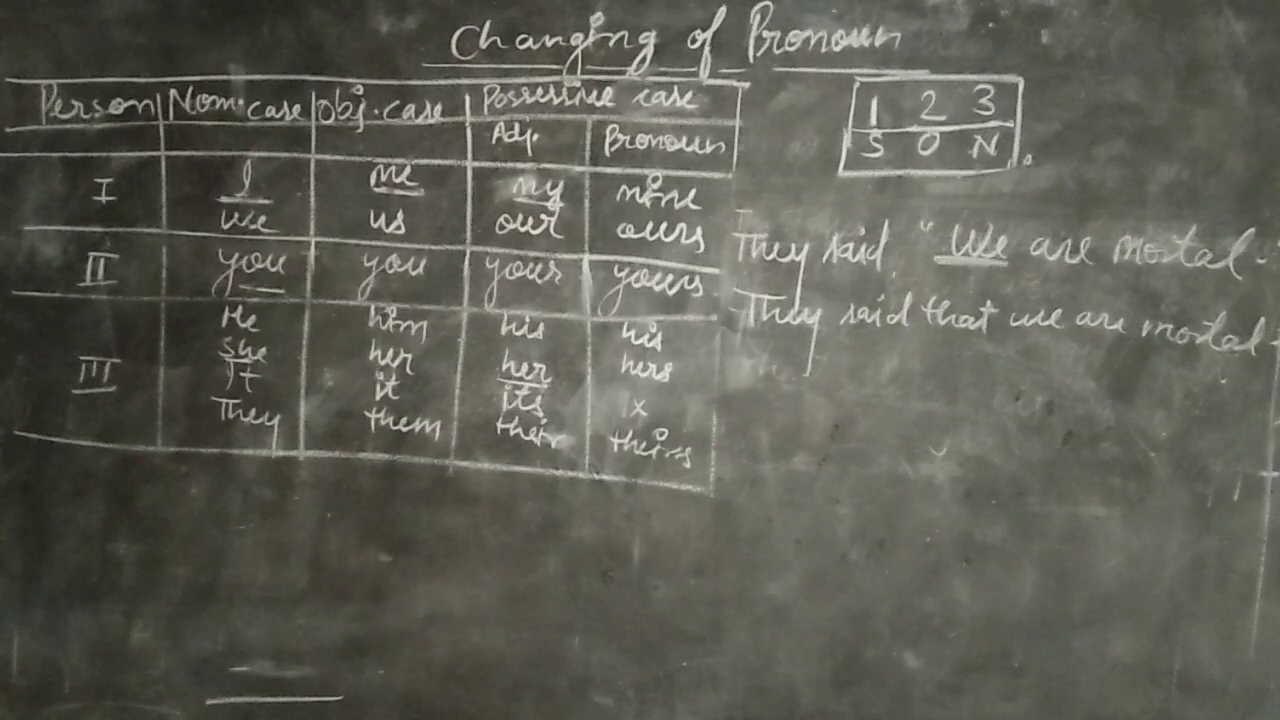 Changing of Pronoun
Person Nom. case Obj. case Possessive case
Adj. Pronoun
I I me my mine
we us our ours
II you you your yours
He him his his
She her her hers
III It it its x
They them their theirs
1 2 3
S O N
They said, "We are mortal.
They said that we are mortal.